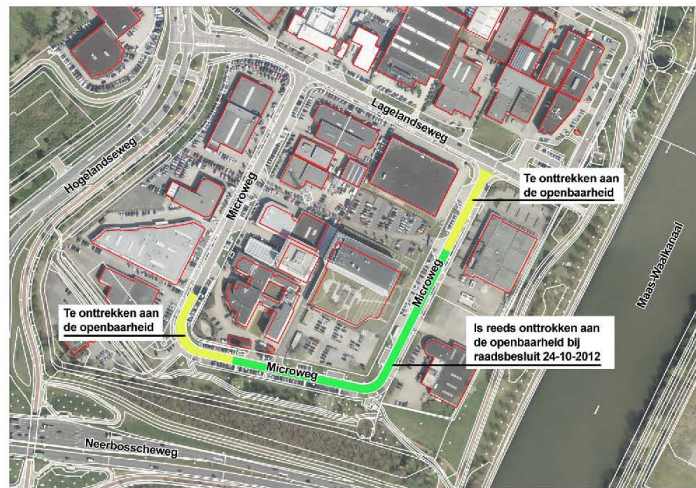 Lagelandseweg
Hogelandseweg
Microweg
Te onttrekken aan
de openbaarheid
Maas-Waalkanaal
Microweg
Te onttrekken aan
de openbaarheid
Is reeds onttrokken aan
de openbaarheid bij
raadsbesluit 24-10-2012
Microweg
Neerbosscheweg